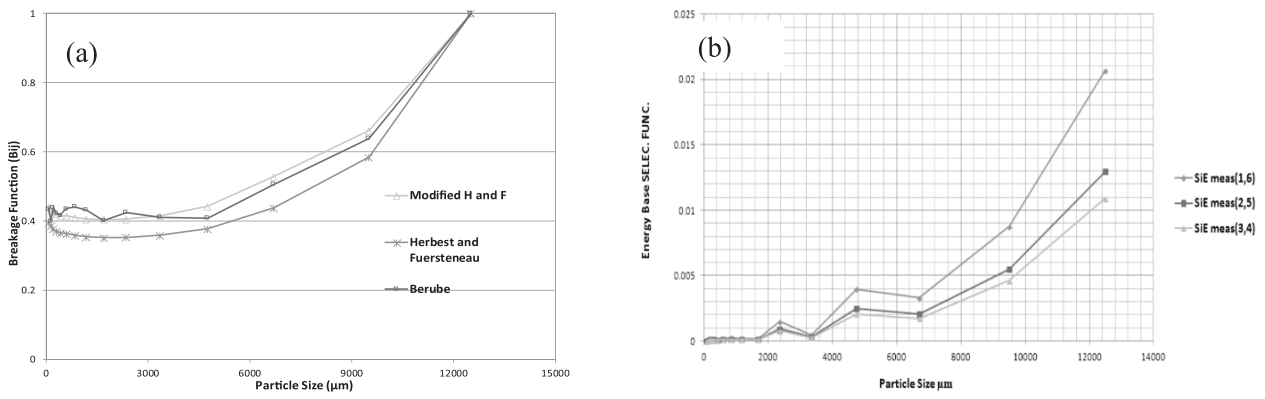 (a)
1
0.8
0.6
0.4
0.2
0
Breakage Function (Bij)
0
3000
6000
9000
12000
15000
Particle Size (µm)
Modified H and F
Herbest and
Fuersteneau
Berube
(b)
0.025
0.02
0.015
0.01
0.005
0
Energy Base SELEC. FUNC.
0
2000
4000
6000
8000
10000
12000
14000
Particle Size µm
SiE meas(1,6)
SiE meas(2,5)
SiE meas(3,4)